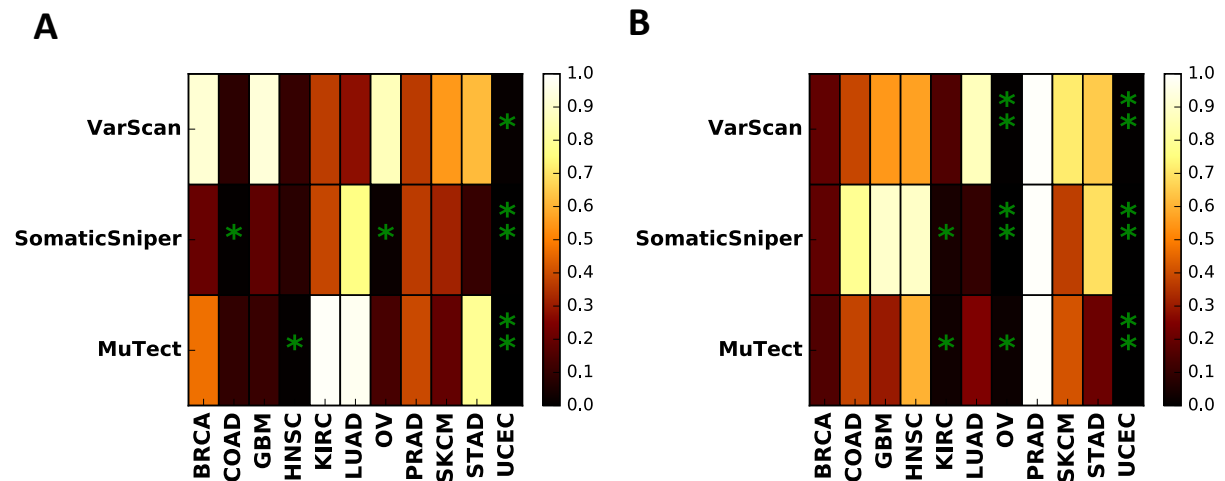 A
VarScan
SomaticSniper
MuTect
*
* * * *
*
* *
*
BRCA
COAD
GBM
HNSC
KIRC
LUAD
OV
PRAD
SKCM
STAD
UCEC
1.0
0.9
0.8
0.7
0.6
0.5
0.4
0.3
0.2
0.1
0.0
B
VarScan
SomaticSniper
MuTect
* *
* *
* *
* * *
*
* * *
BRCA
COAD
GBM
HNSC
KIRC
LUAD
OV
PRAD
SKCM
STAD
UCEC
1.0
0.9
0.8
0.7
0.6
0.5
0.4
0.3
0.2
0.1
0.0